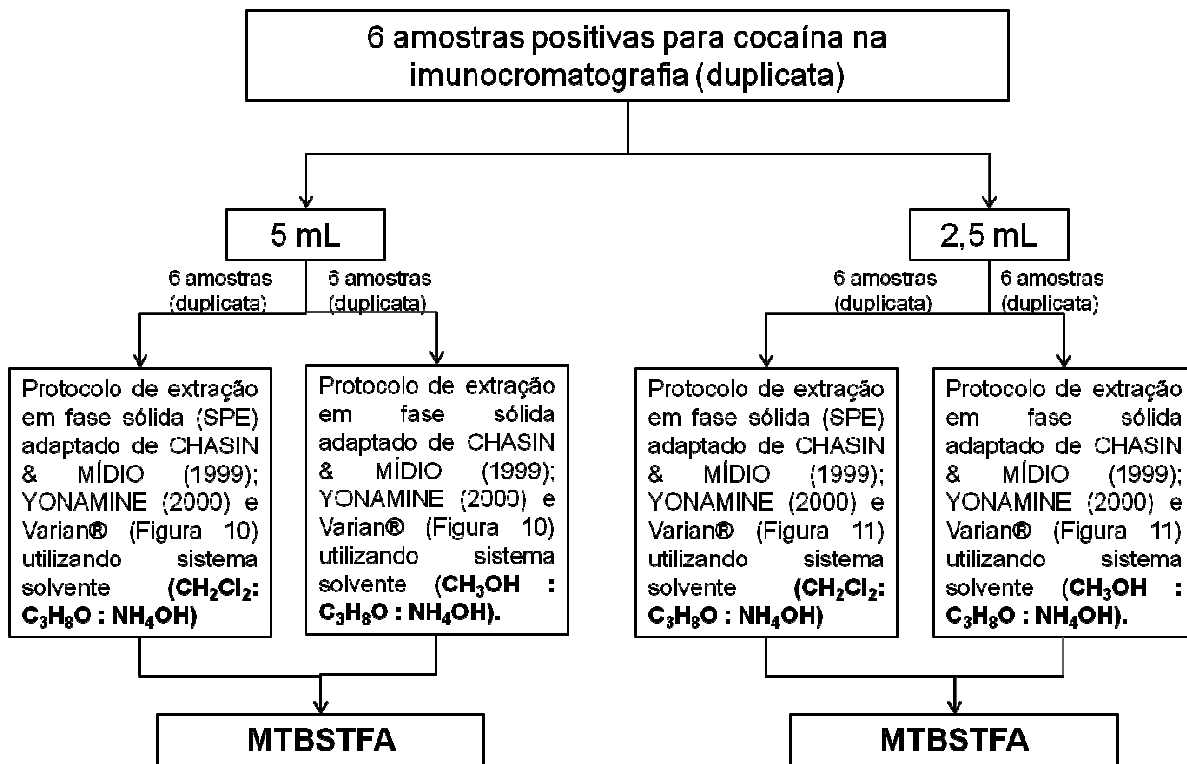 6 amostras positivas para cocaína na
imunocromatografia (duplicata)
5 mL
2,5 mL
6 amostras
(duplicata)
6 amostras
(duplicata)
6 amostras
(duplicata)
6 amostras
(duplicata)
Protocolo de extração
em fase sólida (SPE)
adaptado de CHASIN
& MÍDIO (1999);
YONAMINE (2000) e
Varian® (Figura 10)
utilizando sistema
solvente (CH₂Cl₂:
C₃H₈O : NH₄OH)
Protocolo de extração
em fase sólida
adaptado de CHASIN
& MÍDIO (1999);
YONAMINE (2000) e
Varian® (Figura 10)
utilizando sistema
solvente (CH₃OH :
C₃H₈O : NH₄OH).
Protocolo de extração
em fase sólida (SPE)
adaptado de CHASIN
& MÍDIO (1999);
YONAMINE (2000) e
Varian® (Figura 11)
utilizando sistema
solvente (CH₂Cl₂:
C₃H₈O : NH₄OH)
Protocolo de extração
em fase sólida
adaptado de CHASIN
& MÍDIO (1999);
YONAMINE (2000) e
Varian® (Figura 11)
utilizando sistema
solvente (CH₃OH :
C₃H₈O : NH₄OH).
MTBSTFA
MTBSTFA